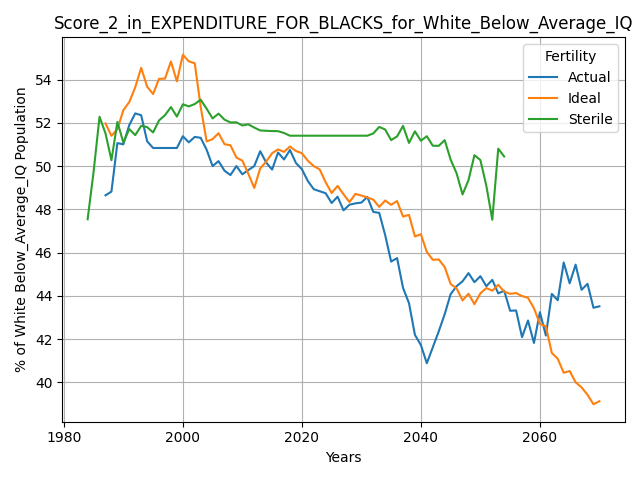 Score_2_in_EXPENDITURE_FOR_BLACKS_for_White_Below_Average_IQ
Fertility
Actual
Ideal
Sterile
% of White Below_Average_IQ Population
54
52
50
48
46
44
42
40
1980
2000
2020
2040
2060
Years